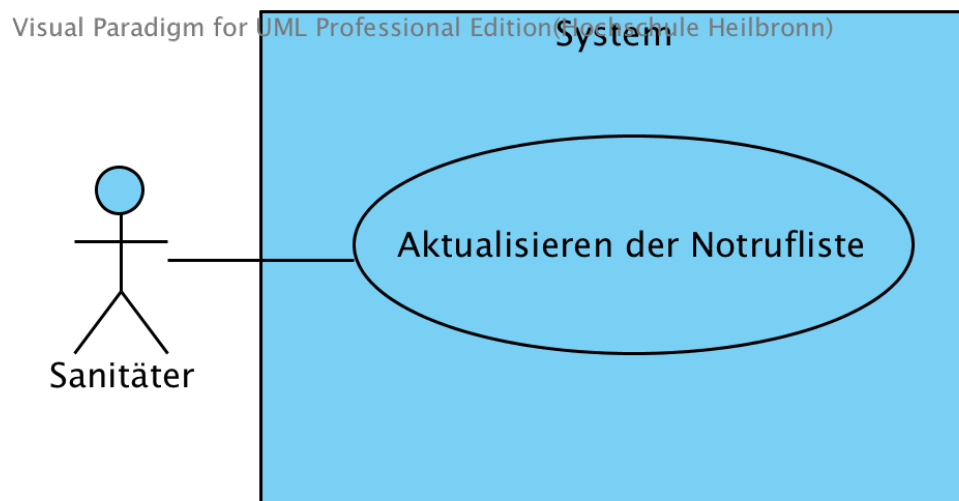 Visual Paradigm for UML Professional Edition(Hochschule Heilbronn)
System
Aktualisieren der Notrufliste
Sanitäter